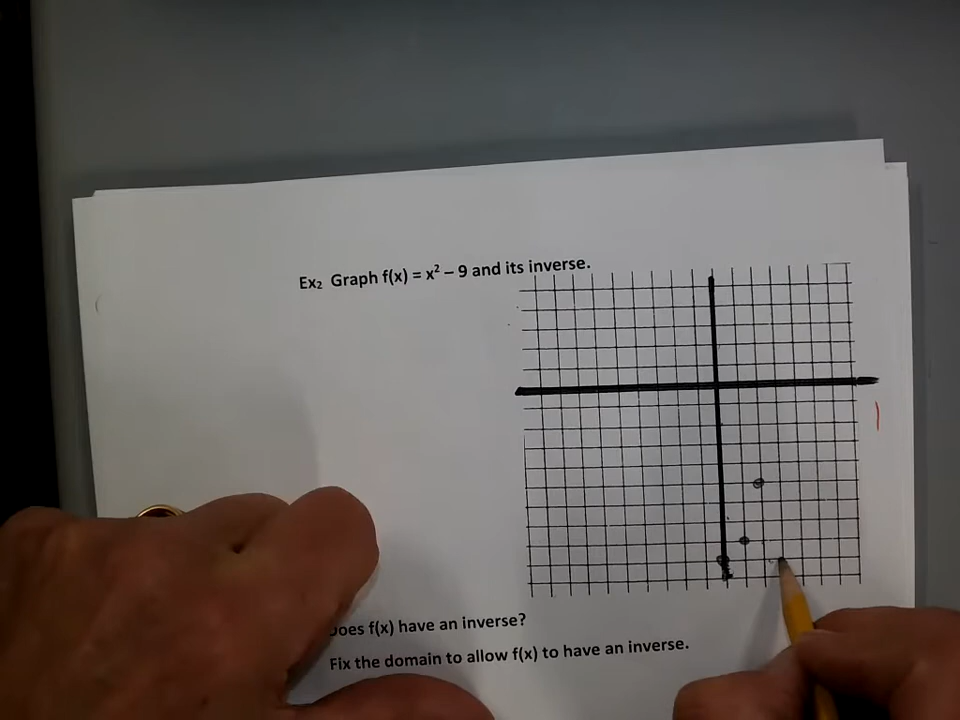 Ex₂ Graph f(x) = x² – 9 and its inverse.
Does f(x) have an inverse?
Fix the domain to allow f(x) to have an inverse.